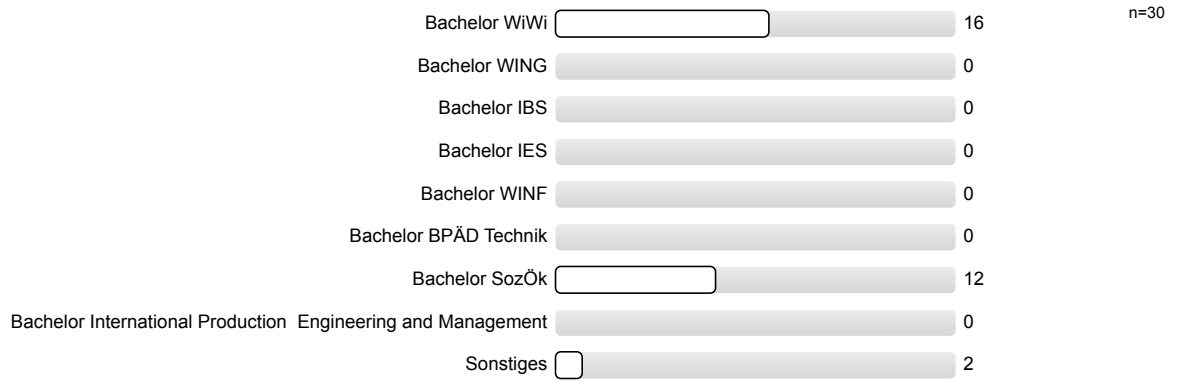 Bachelor WiWi 16 n=30
Bachelor WING 0
Bachelor IBS 0
Bachelor IES 0
Bachelor WINF 0
Bachelor BPÄD Technik 0
Bachelor SozÖk 12
Bachelor International Production Engineering and Management 0
Sonstiges 2